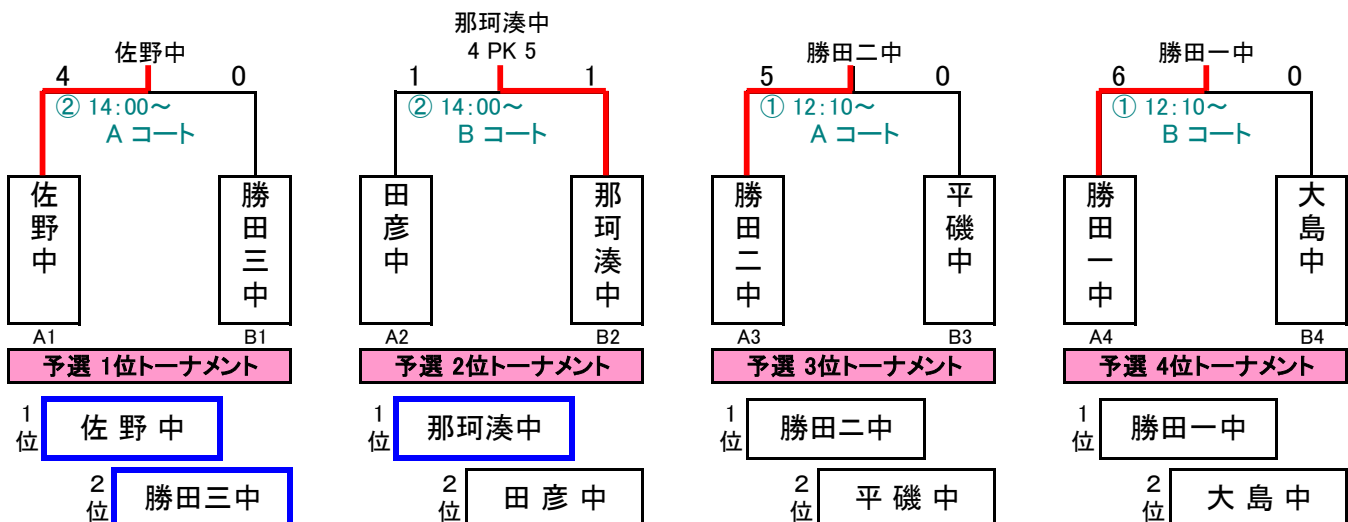 佐野中
4 0
② 14:00～
A コート
佐野中
勝田三中
A1 B1
予選 1位トーナメント
1位 佐野中
2位 勝田三中
那珂湊中
4 PK 5
1 1
② 14:00～
B コート
田彦中
那珂湊中
A2 B2
予選 2位トーナメント
1位 那珂湊中
2位 田彦中
勝田二中
5 0
① 12:10～
A コート
勝田二中
平磯中
A3 B3
予選 3位トーナメント
1位 勝田二中
2位 平磯中
勝田一中
6 0
① 12:10～
B コート
勝田一中
大島中
A4 B4
予選 4位トーナメント
1位 勝田一中
2位 大島中